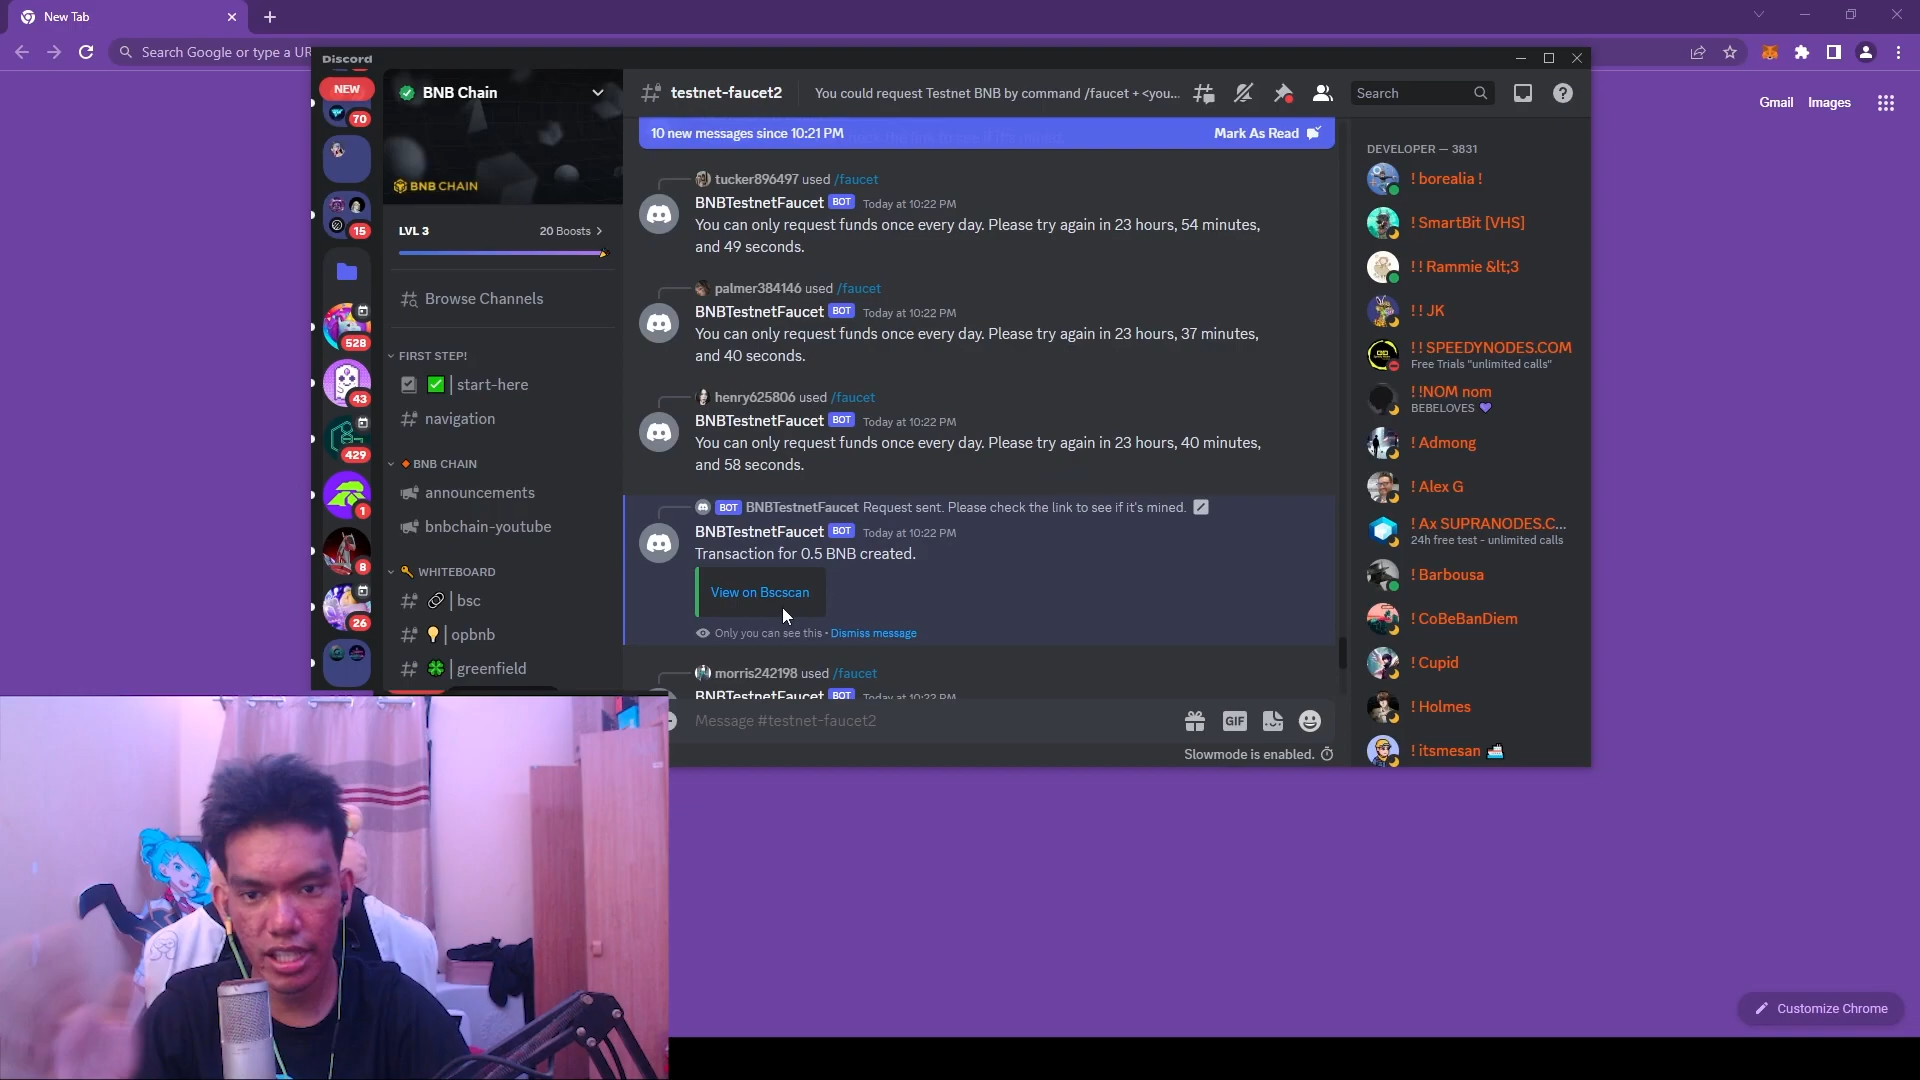 New Tab
Search Google or type a UR
Gmail
Images
Discord
NEW
70
15
528
43
429
1
8
26
BNB Chain
BNB CHAIN
LVL 3
20 Boosts
Browse Channels
FIRST STEP!
start-here
navigation
BNB CHAIN
announcements
bnbchain-youtube
WHITEBOARD
bsc
opbnb
greenfield
testnet-faucet2
You could request Testnet BNB by command /faucet + <you...
Search
10 new messages since 10:21 PM
Mark As Read
tucker896497 used /faucet
BNBTestnetFaucet BOT Today at 10:22 PM
You can only request funds once every day. Please try again in 23 hours, 54 minutes,
and 49 seconds.
palmer384146 used /faucet
BNBTestnetFaucet BOT Today at 10:22 PM
You can only request funds once every day. Please try again in 23 hours, 37 minutes,
and 40 seconds.
henry625806 used /faucet
BNBTestnetFaucet BOT Today at 10:22 PM
You can only request funds once every day. Please try again in 23 hours, 40 minutes,
and 58 seconds.
BOT BNBTestnetFaucet Request sent. Please check the link to see if it's mined.
BNBTestnetFaucet BOT Today at 10:22 PM
Transaction for 0.5 BNB created.
View on Bscscan
Only you can see this • Dismiss message
morris242198 used /faucet
BNBTestnetFaucet BOT Today at 10:22 PM
Message #testnet-faucet2
GIF
Slowmode is enabled.
DEVELOPER — 3831
! borealia !
! SmartBit [VHS]
! ! Rammie &lt;3
! ! JK
! ! SPEEDYNODES.COM
Free Trials "unlimited calls"
! !NOM nom
BEBELOVES
! Admong
! Alex G
! Ax SUPRANODES.C...
24h free test - unlimited calls
! Barbousa
! CoBeBanDiem
! Cupid
! Holmes
! itsmesan
Customize Chrome